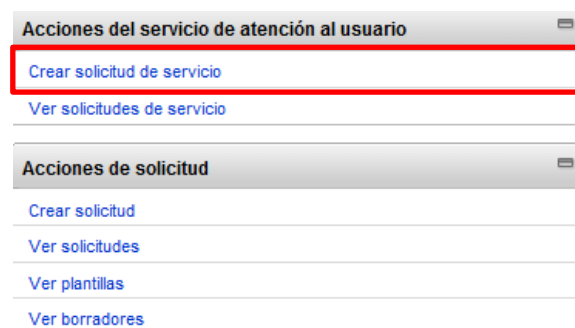 Acciones del servicio de atención al usuario
Crear solicitud de servicio
Ver solicitudes de servicio
Acciones de solicitud
Crear solicitud
Ver solicitudes
Ver plantillas
Ver borradores